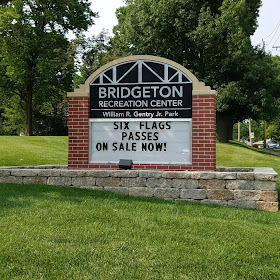 BRIDGETON
RECREATION CENTER
William R. Gentry Jr. Park
SIX FLAGS
PASSES
ON SALE NOW!